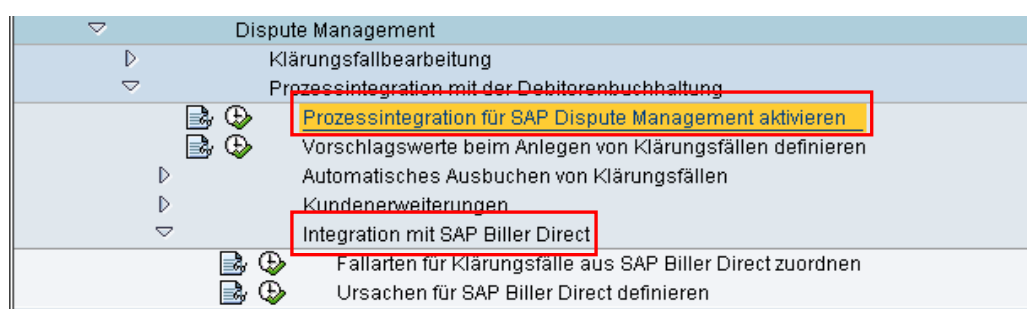 Dispute Management
Klärungsfallbearbeitung
Prozessintegration mit der Debitorenbuchhaltung
Prozessintegration für SAP Dispute Management aktivieren
Vorschlagswerte beim Anlegen von Klärungsfällen definieren
Automatisches Ausbuchen von Klärungsfällen
Kundenerweiterungen
Integration mit SAP Biller Direct
Fallarten für Klärungsfälle aus SAP Biller Direct zuordnen
Ursachen für SAP Biller Direct definieren